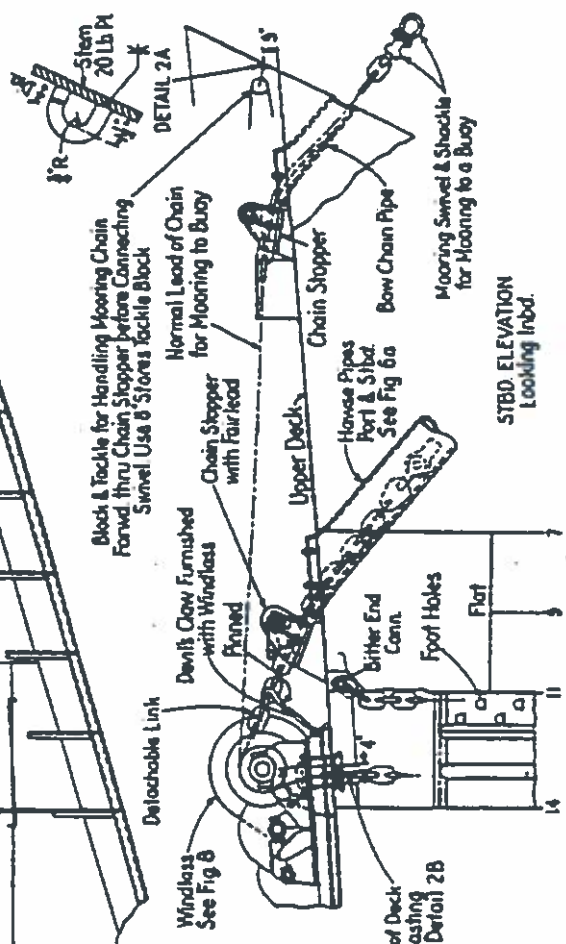 Stem
20 Lb Pl
DETAIL 2A
5"
Block & Tackle for Handling Mooring Chain
Forwd. thru Chain Stopper before Connecting
Swivel Use 8" Stores Tackle Block
Normal Lead of Chain
for Mooring to Buoy
Chain Stopper
with Fairlead
Devil's Claw Furnished
with Windlass
Pinned
Detachable Link
Windlass
See Fig. 8
Upper Deck
Chain Stopper
Bow Chain Pipe
Mooring Swivel & Shackle
for Mooring to a Buoy
Hawse Pipes
Port & Stbd.
See Fig 6a
Bitter End
Conn.
Foot Holes
Flat
4"
of Deck
asting
Detail 2B
14
11
9
7
STBD. ELEVATION
Looking Inbd.